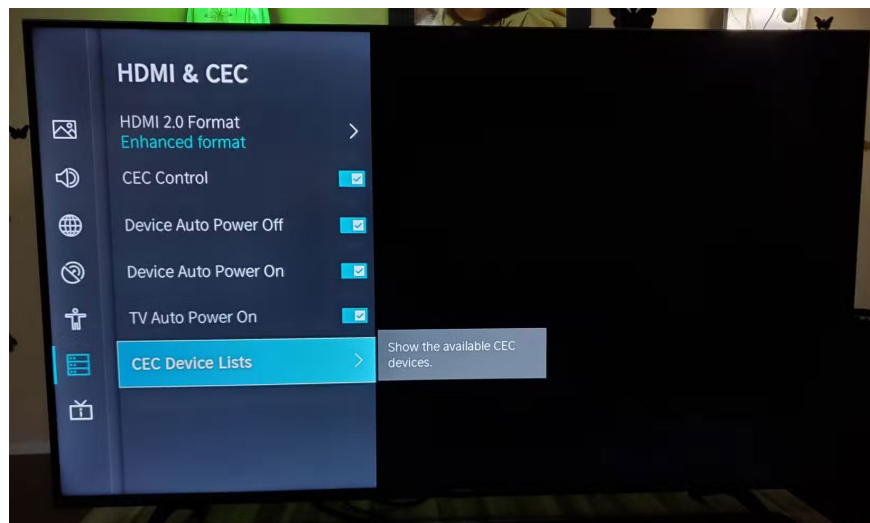 HDMI & CEC
HDMI 2.0 Format
Enhanced format
CEC Control
Device Auto Power Off
Device Auto Power On
TV Auto Power On
CEC Device Lists
Show the available CEC
devices.